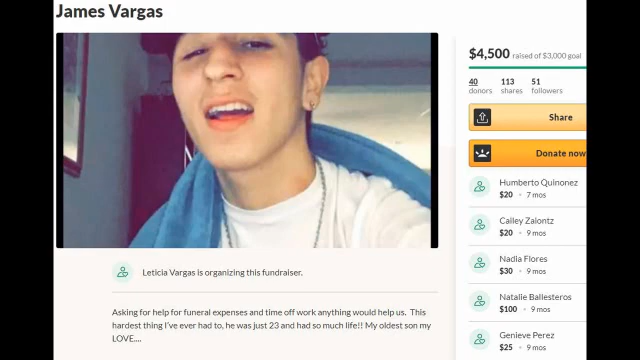 James Vargas
$4,500 raised of $3,000 goal
40 113 51
donors shares followers
Share
Donate now
Humberto Quinonez
$20 • 7 mos
Cailey Zalontz
$20 • 9 mos
Nadia Flores
$30 • 9 mos
Natalie Ballesteros
$100 • 9 mos
Genieve Perez
$25 • 9 mos
Leticia Vargas is organizing this fundraiser.
Asking for help for funeral expenses and time off work anything would help us. This
hardest thing I've ever had to, he was just 23 and had so much life!! My oldest son my
LOVE....